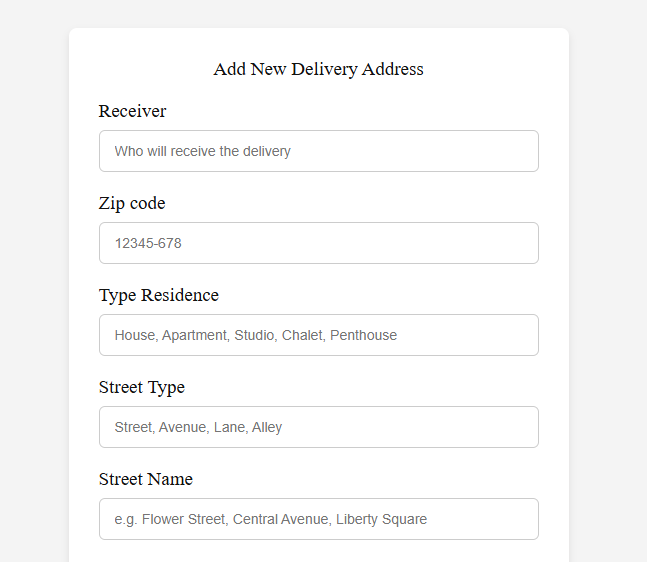 Add New Delivery Address
Receiver
Who will receive the delivery
Zip code
12345-678
Type Residence
House, Apartment, Studio, Chalet, Penthouse
Street Type
Street, Avenue, Lane, Alley
Street Name
e.g. Flower Street, Central Avenue, Liberty Square